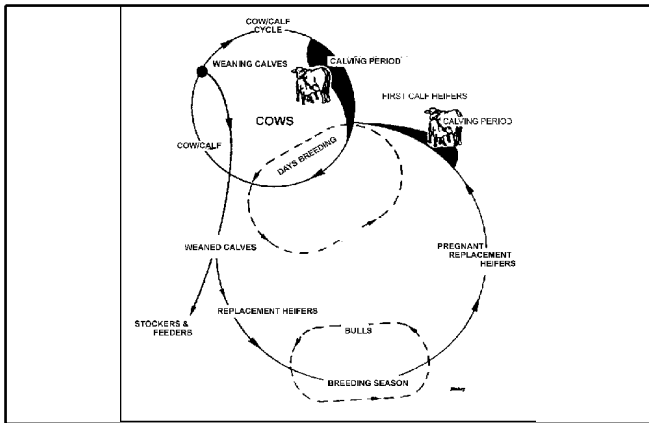 COW/CALF
CYCLE
WEANING CALVES
CALVING PERIOD
FIRST CALF HEIFERS
CALVING PERIOD
COWS
COW/CALF
DAYS BREEDING
WEANED CALVES
PREGNANT
REPLACEMENT
HEIFERS
REPLACEMENT HEIFERS
STOCKERS &
FEEDERS
BULLS
BREEDING SEASON